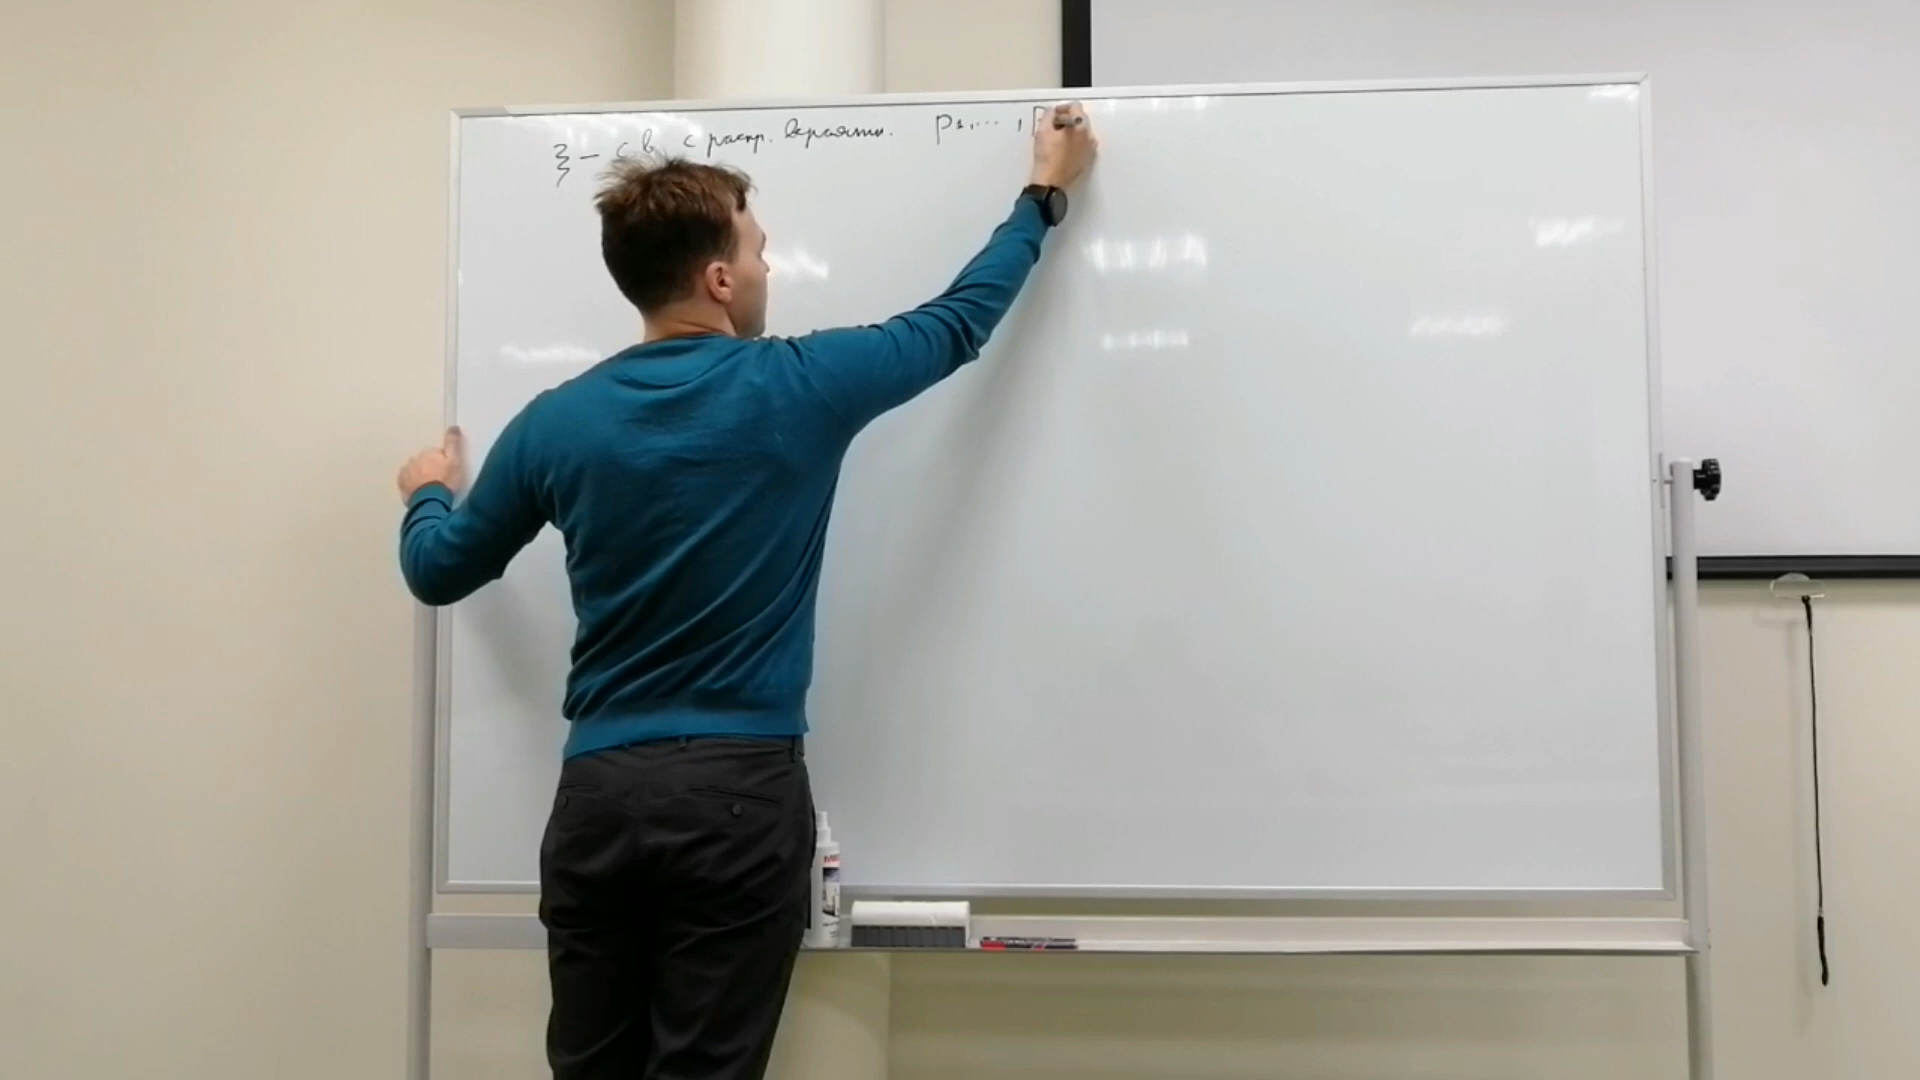 ξ – с в с распр. вероятн. p₁, ... , p